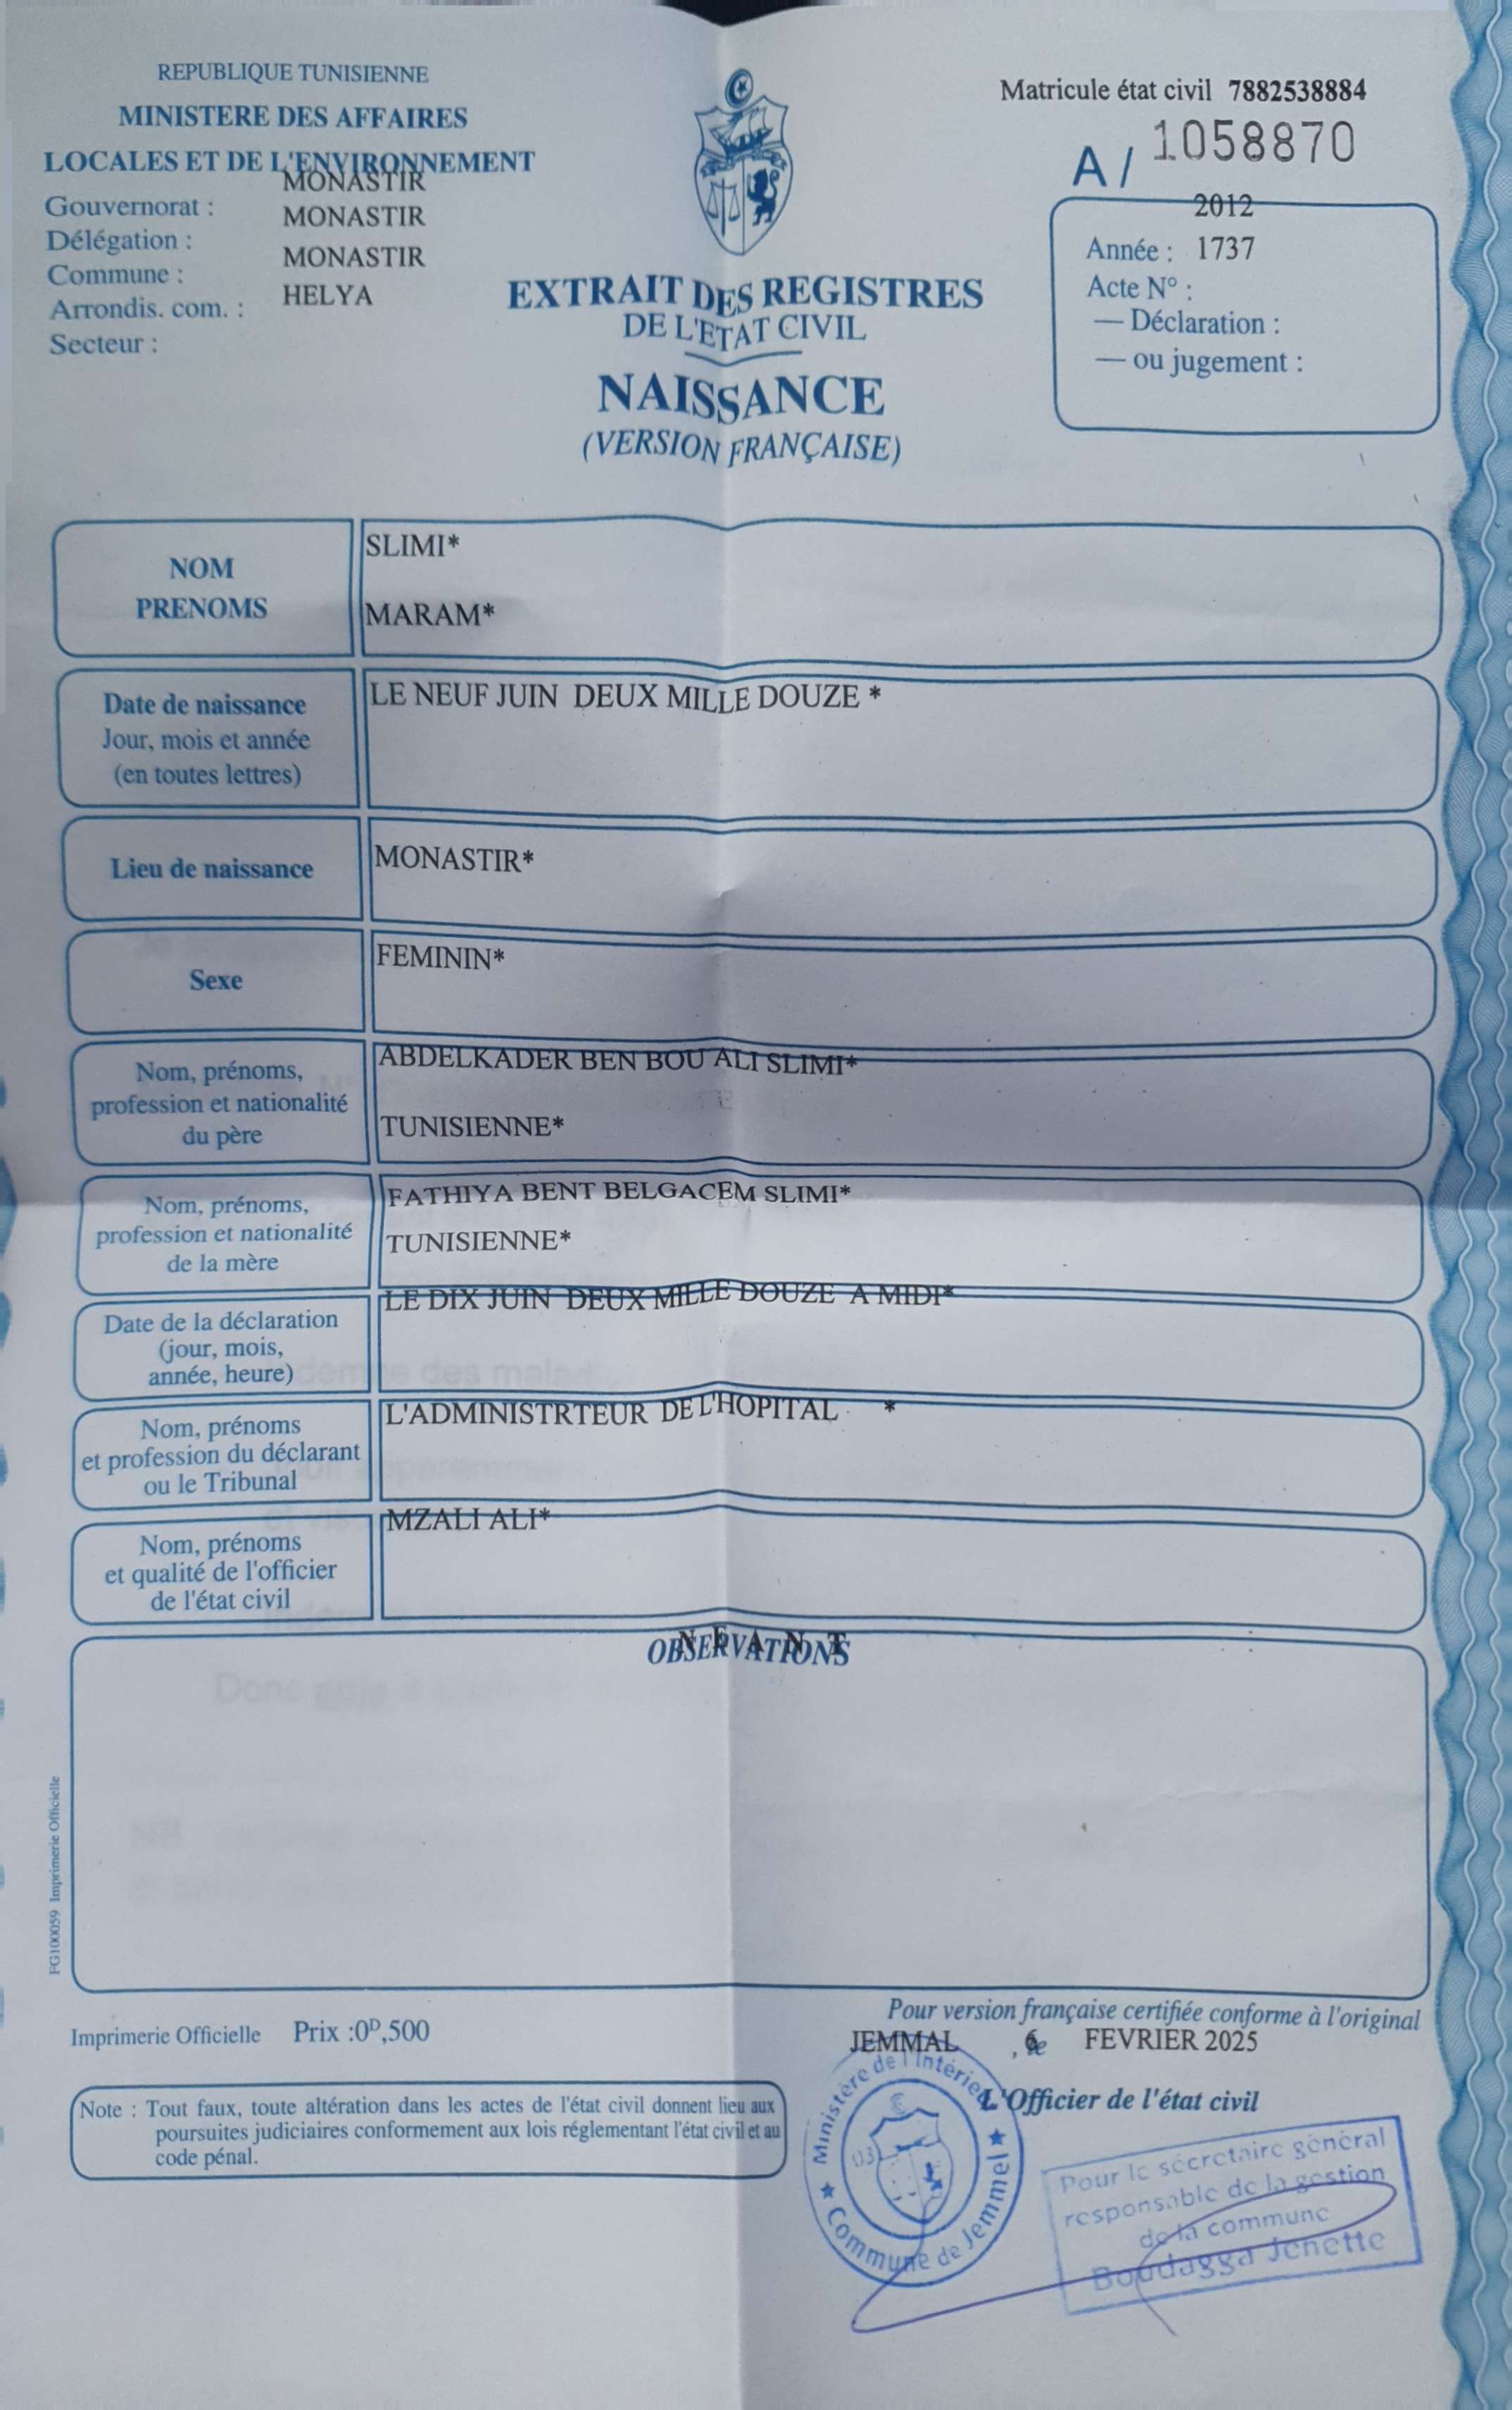 REPUBLIQUE TUNISIENNE
MINISTERE DES AFFAIRES
LOCALES ET DE L'ENVIRONNEMENT
MONASTIR
Gouvernorat :
MONASTIR
Délégation :
MONASTIR
Commune :
HELYA
Arrondis. com. :
Secteur :
EXTRAIT DES REGISTRES
DE L'ETAT CIVIL
NAISSANCE
(VERSION FRANÇAISE)
Matricule état civil 7882538884
A/ 1058870
2012
Année : 1737
Acte N° :
— Déclaration :
— ou jugement :
NOM
PRENOMS
SLIMI*
MARAM*
Date de naissance
Jour, mois et année
(en toutes lettres)
LE NEUF JUIN DEUX MILLE DOUZE *
Lieu de naissance
MONASTIR*
Sexe
FEMININ*
Nom, prénoms,
profession et nationalité
du père
ABDELKADER BEN BOU ALI SLIMI*
TUNISIENNE*
Nom, prénoms,
profession et nationalité
de la mère
FATHIYA BENT BELGACEM SLIMI*
TUNISIENNE*
Date de la déclaration
(jour, mois,
année, heure)
LE DIX JUIN DEUX MILLE DOUZE A MIDI*
Nom, prénoms
et profession du déclarant
ou le Tribunal
L'ADMINISTRTEUR DE L'HOPITAL *
Nom, prénoms
et qualité de l'officier
de l'état civil
MZALI ALI*
OBSERVATIONS
N E A N T
FG100059 Imprimerie Officielle
Imprimerie Officielle Prix :0ᴰ,500
Note : Tout faux, toute altération dans les actes de l'état civil donnent lieu aux
poursuites judiciaires conformement aux lois réglementant l'état civil et au
code pénal.
Pour version française certifiée conforme à l'original
JEMMAL , le 6 FEVRIER 2025
L'Officier de l'état civil
Ministère de l'Intérieur
03
Commune de Jemmel
Pour le secretaire général
responsable de la gestion
de la commune
Boudagga Jenette